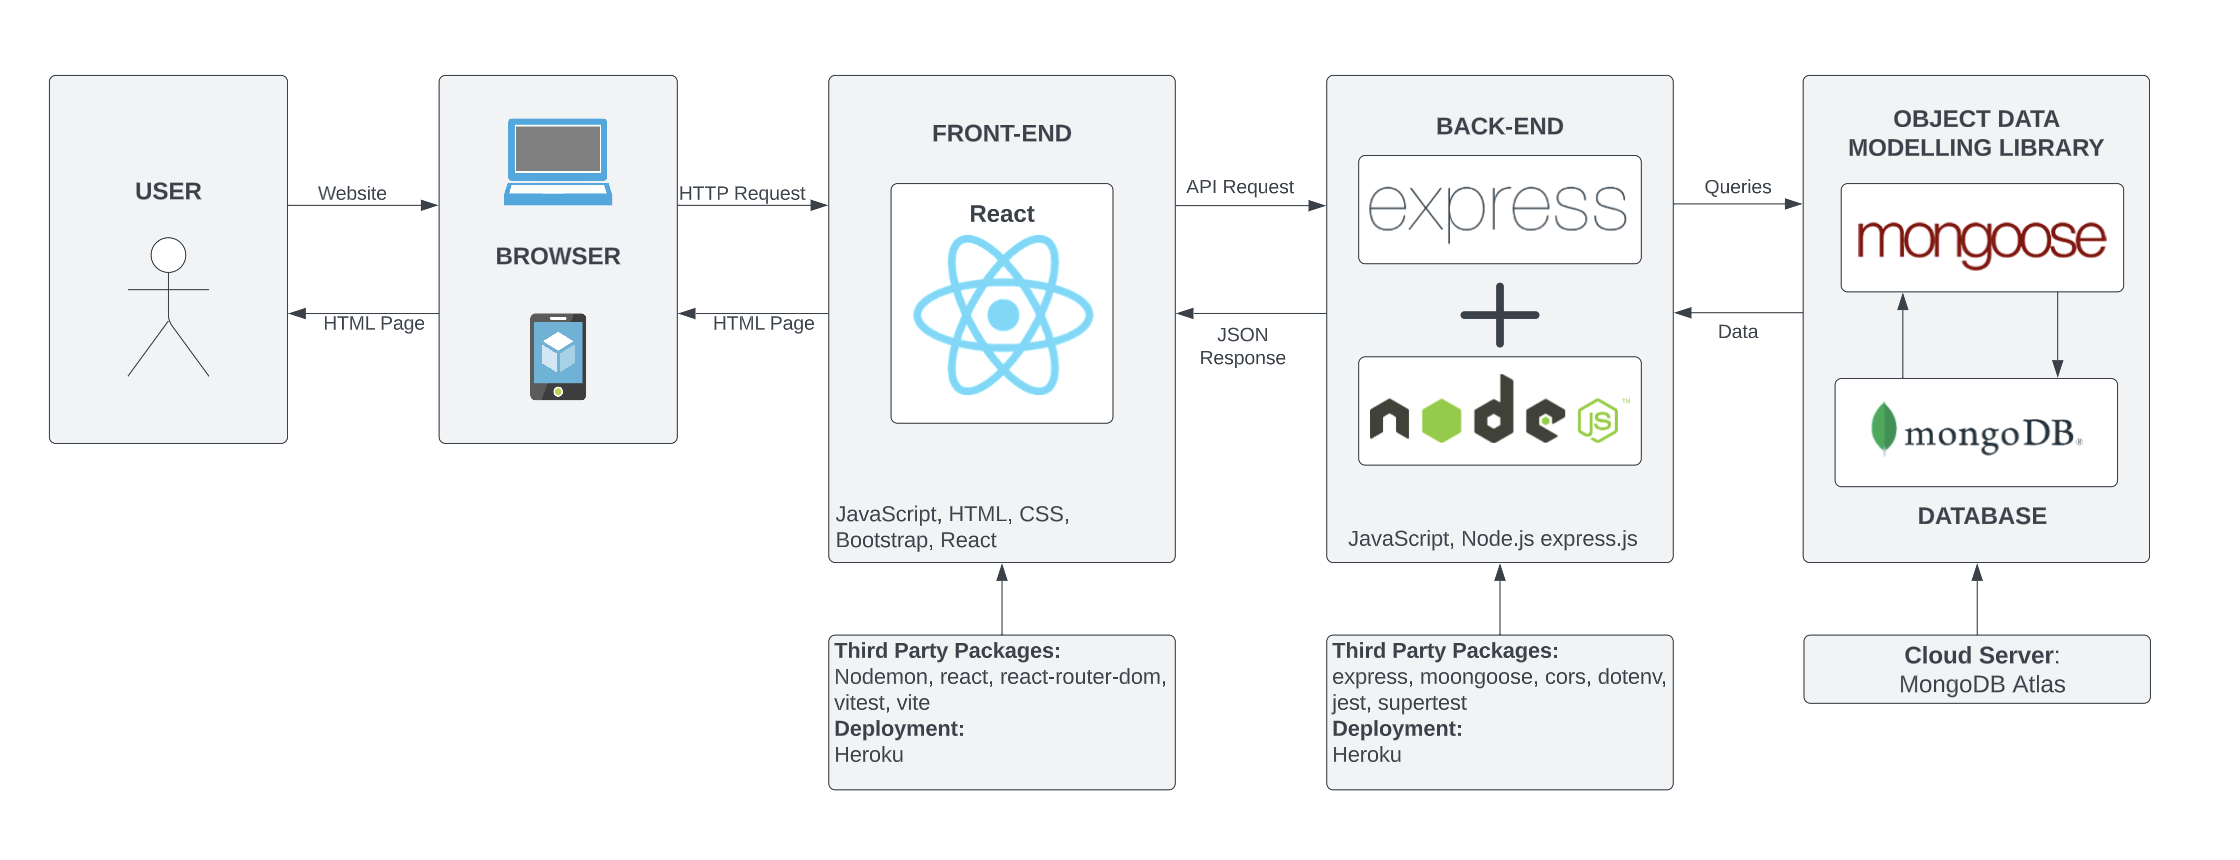 USER
Website
HTML Page
BROWSER
HTTP Request
HTML Page
FRONT-END
React
JavaScript, HTML, CSS,
Bootstrap, React
API Request
JSON
Response
BACK-END
express
node JS™
JavaScript, Node.js express.js
Queries
Data
OBJECT DATA
MODELLING LIBRARY
mongoose
mongoDB®
DATABASE
Third Party Packages:
Nodemon, react, react-router-dom,
vitest, vite
Deployment:
Heroku
Third Party Packages:
express, moongoose, cors, dotenv,
jest, supertest
Deployment:
Heroku
Cloud Server:
MongoDB Atlas